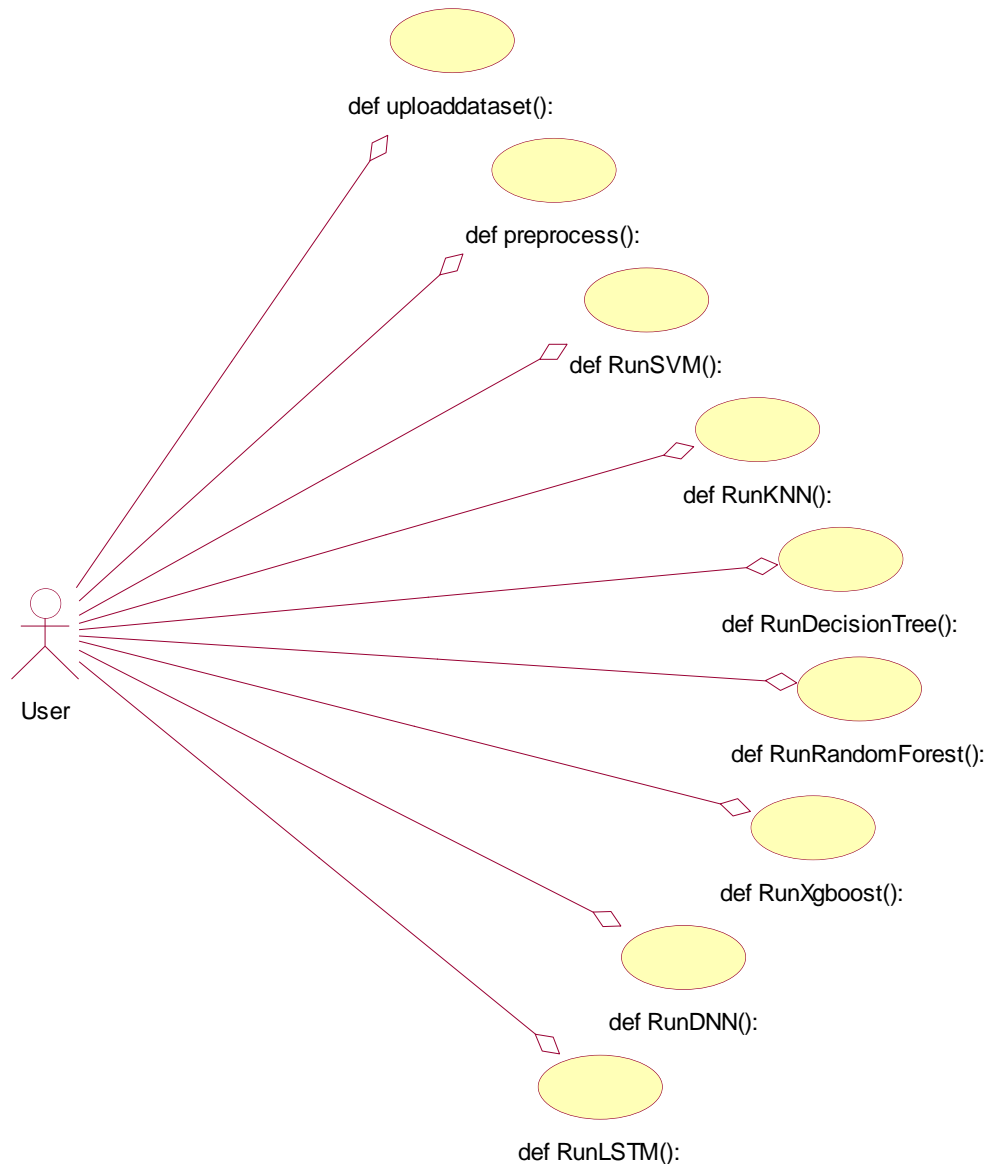 def uploaddataset():
def preprocess():
def RunSVM():
def RunKNN():
def RunDecisionTree():
User
def RunRandomForest():
def RunXgboost():
def RunDNN():
def RunLSTM():